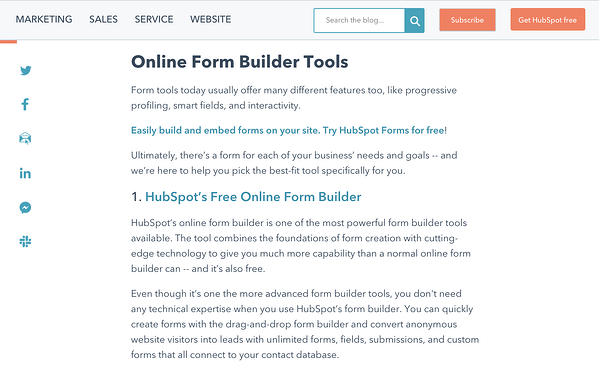 MARKETING SALES SERVICE WEBSITE Search the blog... Subscribe Get HubSpot free
Online Form Builder Tools
Form tools today usually offer many different features too, like progressive
profiling, smart fields, and interactivity.
Easily build and embed forms on your site. Try HubSpot Forms for free!
Ultimately, there's a form for each of your business' needs and goals -- and
we're here to help you pick the best-fit tool specifically for you.
1. HubSpot's Free Online Form Builder
HubSpot's online form builder is one of the most powerful form builder tools
available. The tool combines the foundations of form creation with cutting-
edge technology to give you much more capability than a normal online form
builder can -- and it's also free.
Even though it's one the more advanced form builder tools, you don't need
any technical expertise when you use HubSpot's form builder. You can quickly
create forms with the drag-and-drop form builder and convert anonymous
website visitors into leads with unlimited forms, fields, submissions, and custom
forms that all connect to your contact database.